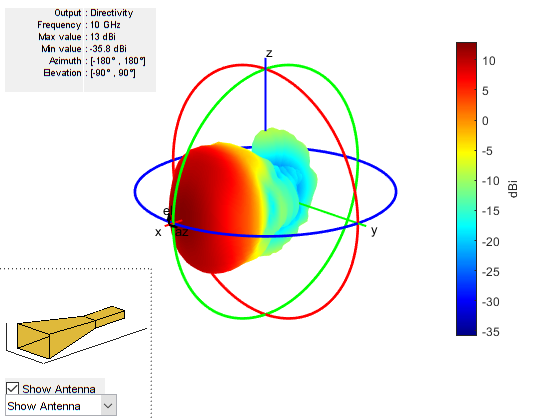 Output : Directivity
Frequency : 10 GHz
Max value : 13 dBi
Min value : -35.8 dBi
Azimuth : [-180° , 180°]
Elevation : [-90° , 90°]
z
y
x
az
10
5
0
-5
-10
-15
-20
-25
-30
-35
dBi
Show Antenna
Show Antenna